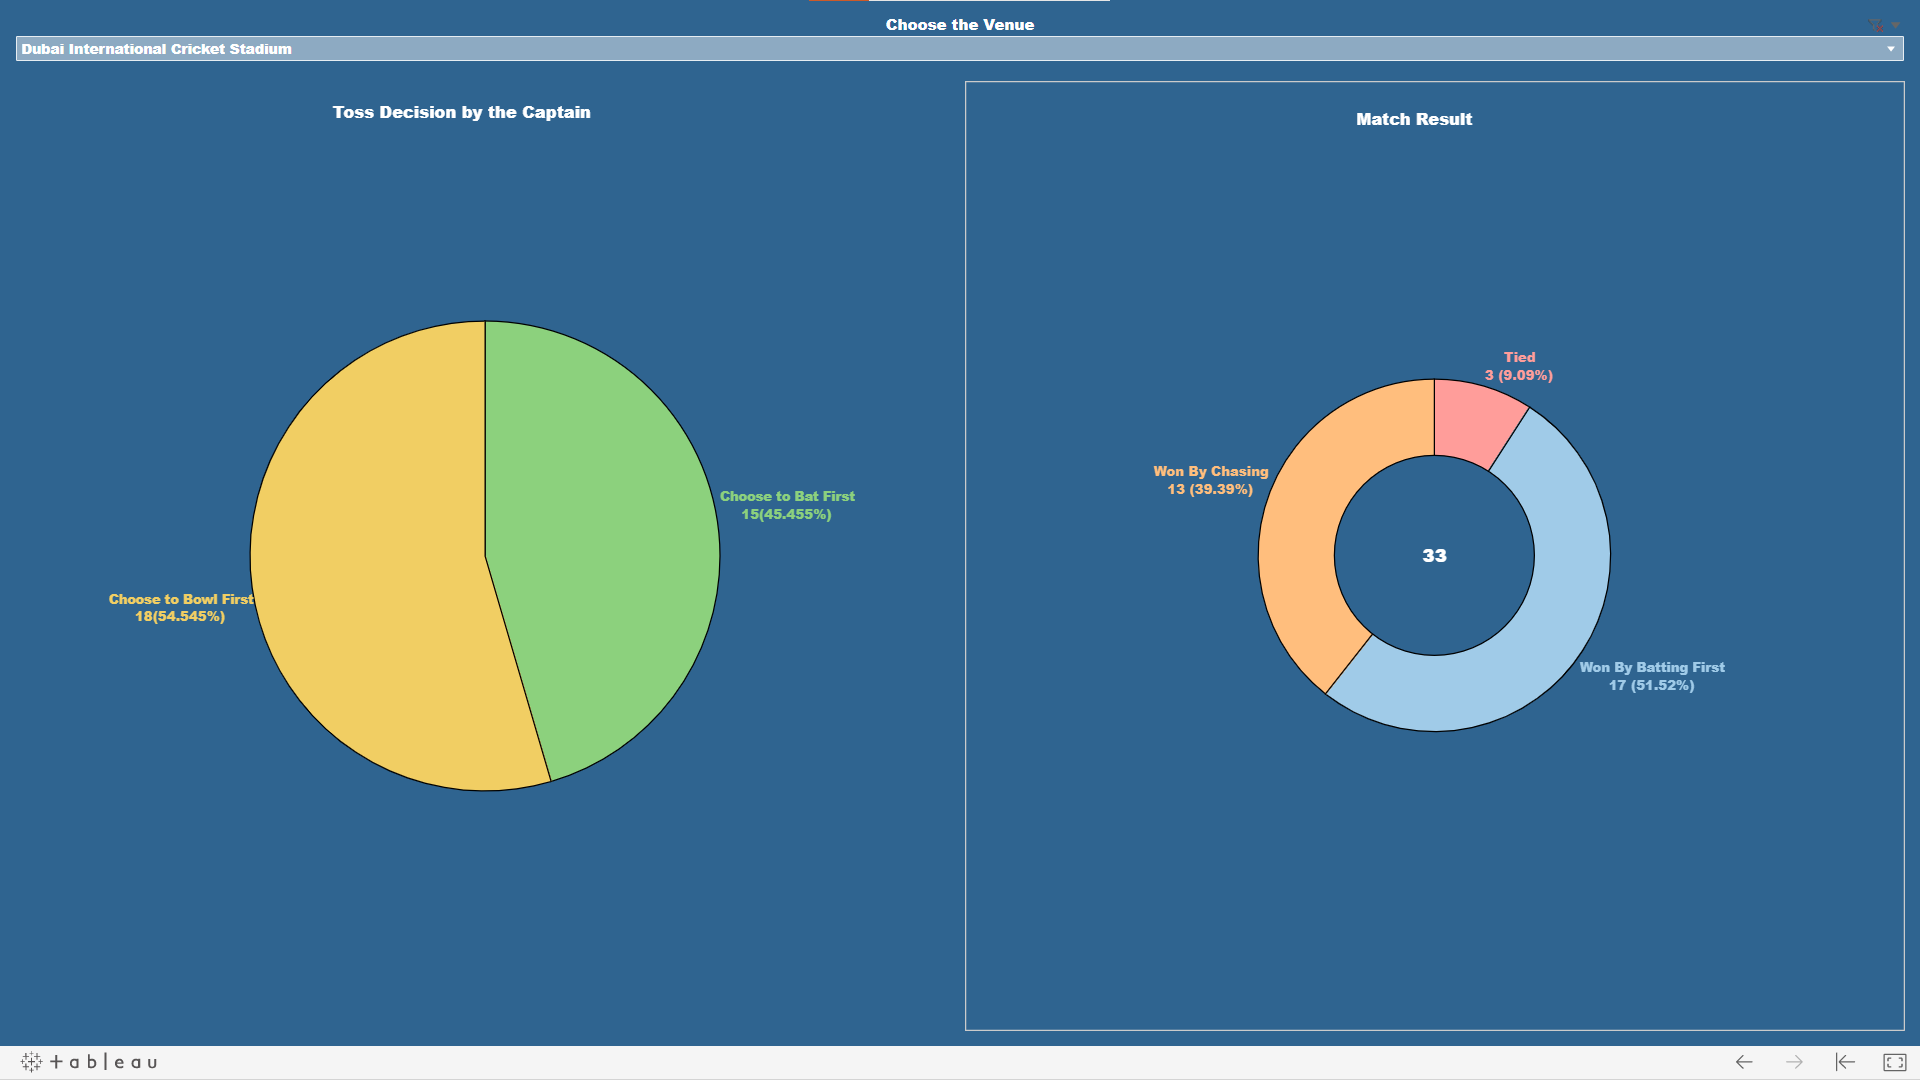 Choose the Venue
Dubai International Cricket Stadium
Toss Decision by the Captain
Choose to Bat First
15(45.455%)
Choose to Bowl First
18(54.545%)
Match Result
Tied
3 (9.09%)
Won By Chasing
13 (39.39%)
33
Won By Batting First
17 (51.52%)
+ableau